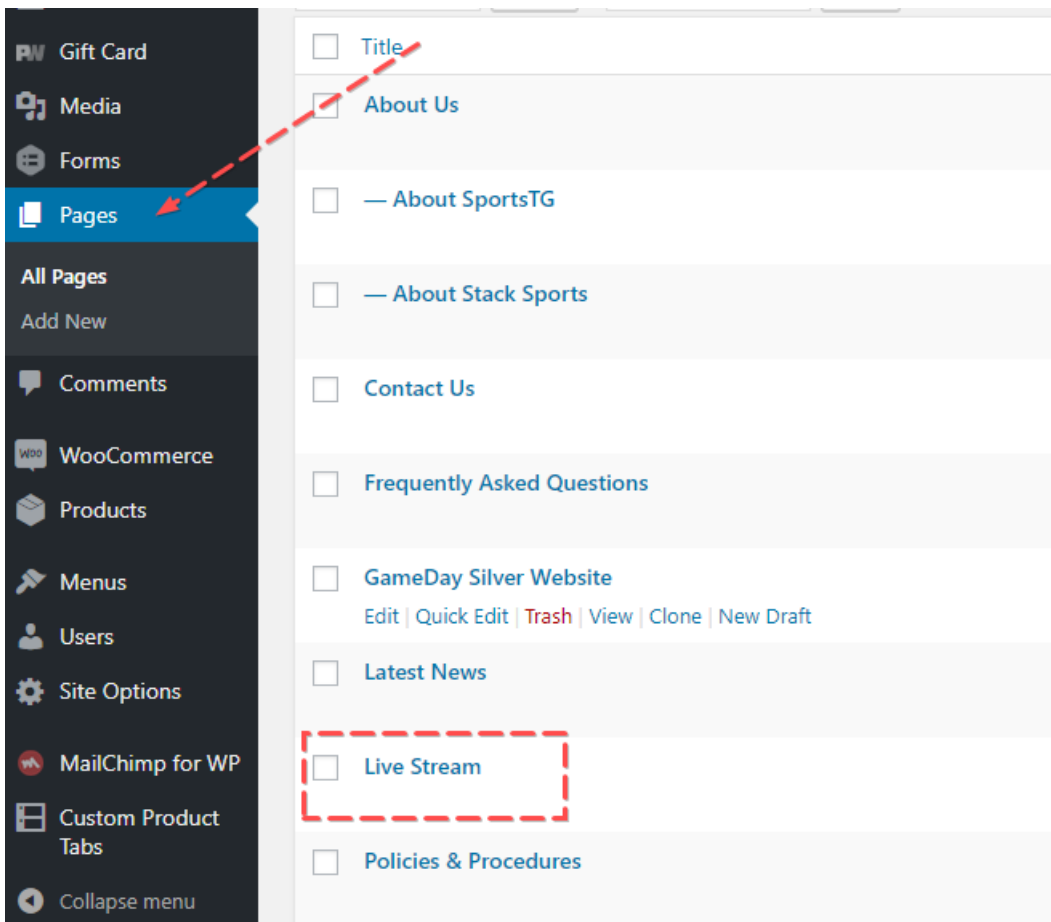 Gift Card
Media
Forms
Pages
All Pages
Add New
Comments
WooCommerce
Products
Menus
Users
Site Options
MailChimp for WP
Custom Product
Tabs
Collapse menu
Title
About Us
— About SportsTG
— About Stack Sports
Contact Us
Frequently Asked Questions
GameDay Silver Website
Edit | Quick Edit | Trash | View | Clone | New Draft
Latest News
Live Stream
Policies & Procedures